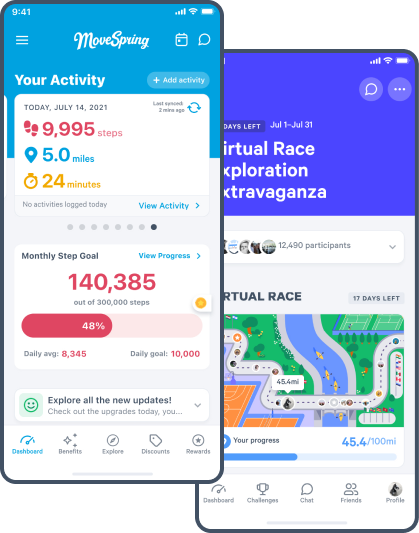 9:41
MoveSpring
Your Activity
+ Add activity
TODAY, JULY 14, 2021
Last synced:
2 mins ago
9,995 steps
5.0 miles
24 minutes
No activities logged today
View Activity
Monthly Step Goal
View Progress
140,385
out of 300,000 steps
48%
Daily avg: 8,345
Daily goal: 10,000
Explore all the new updates!
Check out the upgrades today, you...
Dashboard
Benefits
Explore
Discounts
Rewards
DAYS LEFT
Jul 1–Jul 31
irtual Race
xploration
xtravaganza
12,490 participants
RTUAL RACE
17 DAYS LEFT
45.4mi
Your progress
45.4/100mi
Dashboard
Challenges
Chat
Friends
Profile